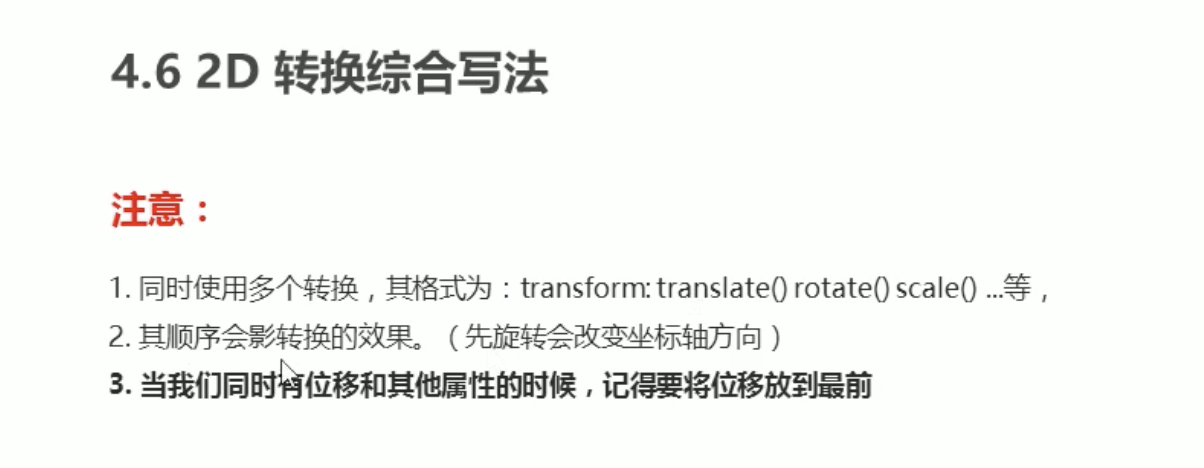 4.6 2D 转换综合写法
注意：
1. 同时使用多个转换，其格式为：transform: translate() rotate() scale() ...等，
2. 其顺序会影转换的效果。（先旋转会改变坐标轴方向）
3. 当我们同时有位移和其他属性的时候，记得要将位移放到最前